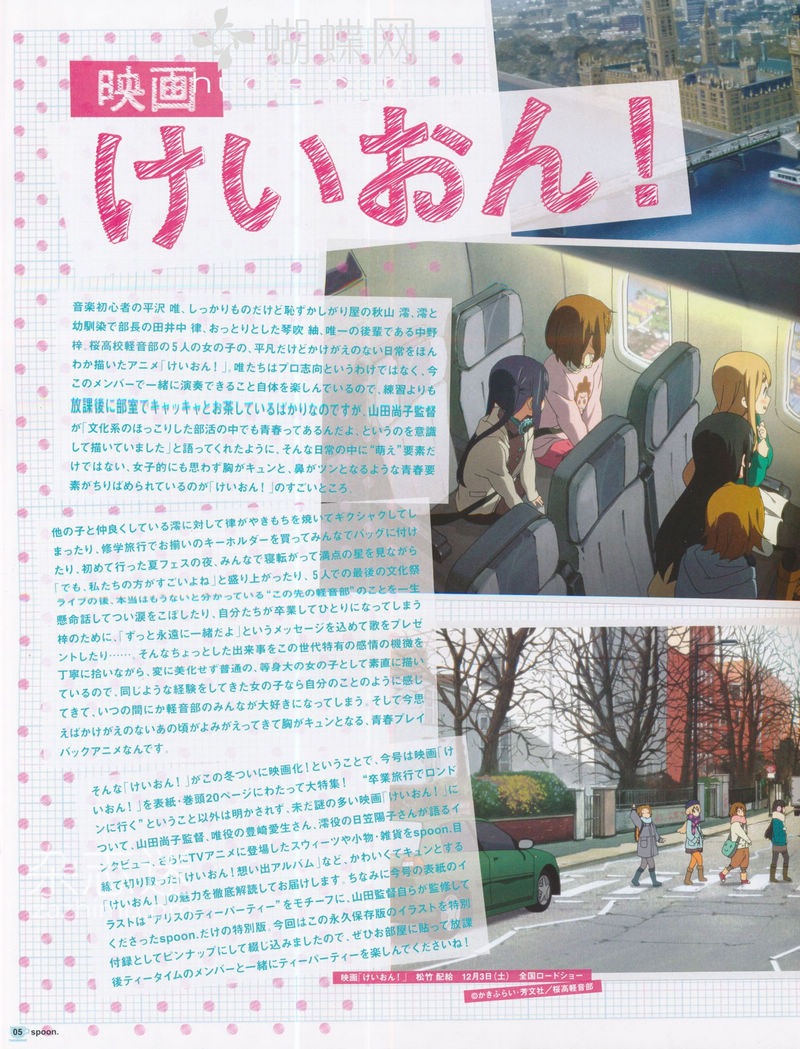 蝴蝶网
映画
けいおん！
音楽初心者の平沢 唯、しっかりものだけど恥ずかしがり屋の秋山 澪、澪と
幼馴染で部長の田井中 律、おっとりとした琴吹 紬、唯一の後輩である中野
梓。桜高校軽音部の5人の女の子の、平凡だけどかけがえのない日常をほん
わか描いたアニメ「けいおん！」。唯たちはプロ志向というわけではなく、今
このメンバーで一緒に演奏できること自体を楽しんでいるので、練習よりも
放課後に部室でキャッキャとお茶しているばかりなのですが、山田尚子監督
が「文化系のほっこりした部活の中でも青春ってあるんだよ、というのを意識
して描いていました」と語ってくれたように、そんな日常の中に“萌え”要素だ
けではない、女子的にも思わず胸がキュンと、鼻がツンとなるような青春要
素がちりばめられているのが「けいおん！」のすごいところ。
他の子と仲良くしている澪に対して律がやきもちを焼いてギクシャクしてし
まったり、修学旅行でお揃いのキーホルダーを買ってみんなでバッグに付け
たり、初めて行った夏フェスの夜、みんなで寝転がって満点の星を見ながら
「でも、私たちの方がすごいよね」と盛り上がったり、5人での最後の文化祭
ライブの後、本当はもうないと分かっている“この先の軽音部”のことを一生
懸命話してつい涙をこぼしたり、自分たちが卒業してひとりになってしまう
梓のために、「ずっと永遠に一緒だよ」というメッセージを込めて歌をプレゼ
ントしたり……。そんなちょっとした出来事をこの世代特有の感情の機微を
丁寧に拾いながら、変に美化せず普通の、等身大の女の子として素直に描い
ているので、同じような経験をしてきた女の子なら自分のことのように感じ
てきて、いつの間にか軽音部のみんなが大好きになってしまう。そして今思
えばかけがえのないあの頃がよみがえってきて胸がキュンとなる、青春プレイ
バックアニメなんです。
そんな「けいおん！」がこの冬ついに映画化！ということで、今号は映画「け
いおん！」を表紙・巻頭20ページにわたって大特集！　“卒業旅行でロンド
ンに行く”ということ以外は明かされず、未だ謎の多い映画「けいおん！」に
ついて、山田尚子監督、唯役の豊崎愛生さん、澪役の日笠陽子さんが語るイ
ンタビュー、さらにTVアニメに登場したスウィーツや小物・雑貨をspoon.目
線で切り取った「けいおん！想い出アルバム」など、かわいくてキュンとする
「けいおん！」の魅力を徹底解読してお届けします。ちなみに今号の表紙のイ
ラストは“アリスのティーパーティー”をモチーフに、山田監督自らが監修して
くださったspoon.だけの特別版。今回はこの永久保存版のイラストを特別
付録としてピンナップにして綴じ込みましたので、ぜひお部屋に貼って放課
後ティータイムのメンバーと一緒にティーパーティーを楽しんでくださいね！
映画「けいおん！」　松竹 配給　12月3日（土）　全国ロードショー
©かきふらい・芳文社／桜高軽音部
05 spoon.